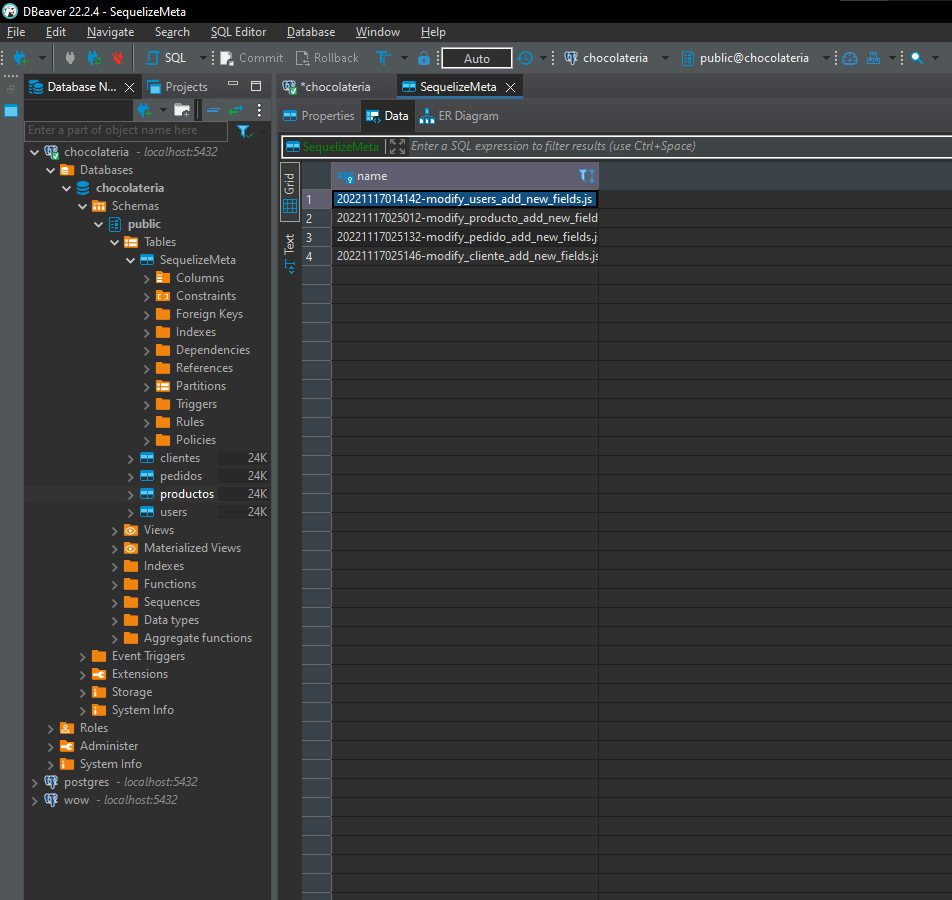 DBeaver 22.2.4 - SequelizeMeta
File Edit Navigate Search SQL Editor Database Window Help
SQL Commit Rollback Auto chocolateria public@chocolateria
Database N... Projects
*chocolateria SequelizeMeta
Properties Data ER Diagram
Enter a part of object name here
SequelizeMeta Enter a SQL expression to filter results (use Ctrl+Space)
chocolateria - localhost:5432
Databases
chocolateria
Schemas
public
Tables
SequelizeMeta
Columns
Constraints
Foreign Keys
Indexes
Dependencies
References
Partitions
Triggers
Rules
Policies
clientes 24K
pedidos 24K
productos 24K
users 24K
Views
Materialized Views
Indexes
Functions
Sequences
Data types
Aggregate functions
Event Triggers
Extensions
Storage
System Info
Roles
Administer
System Info
postgres - localhost:5432
wow - localhost:5432
Grid
Text
name
1 20221117014142-modify_users_add_new_fields.js
2 20221117025012-modify_producto_add_new_field
3 20221117025132-modify_pedido_add_new_fields.j
4 20221117025146-modify_cliente_add_new_fields.js